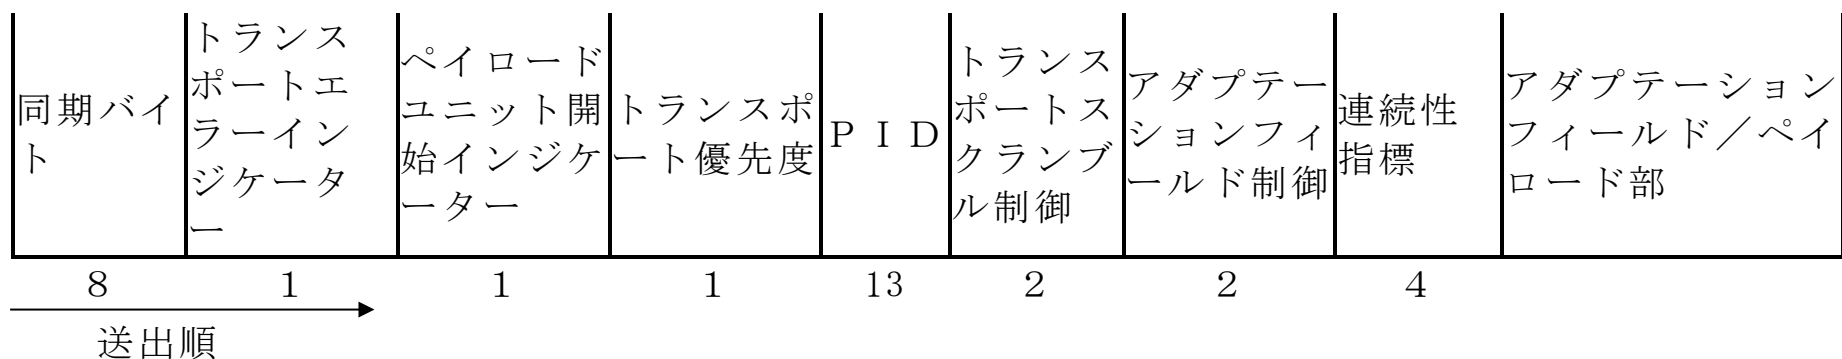 同期バイ
ト
トランス
ポートエ
ラーイン
ジケータ
ー
ペイロード
ユニット開
始インジケ
ーター
トランスポ
ート優先度
ＰＩＤ
トランス
ポートス
クランブ
ル制御
アダプテー
ションフィ
ールド制御
連続性
指標
アダプテーション
フィールド／ペイ
ロード部
8 1 1 1 13 2 2 4
送出順